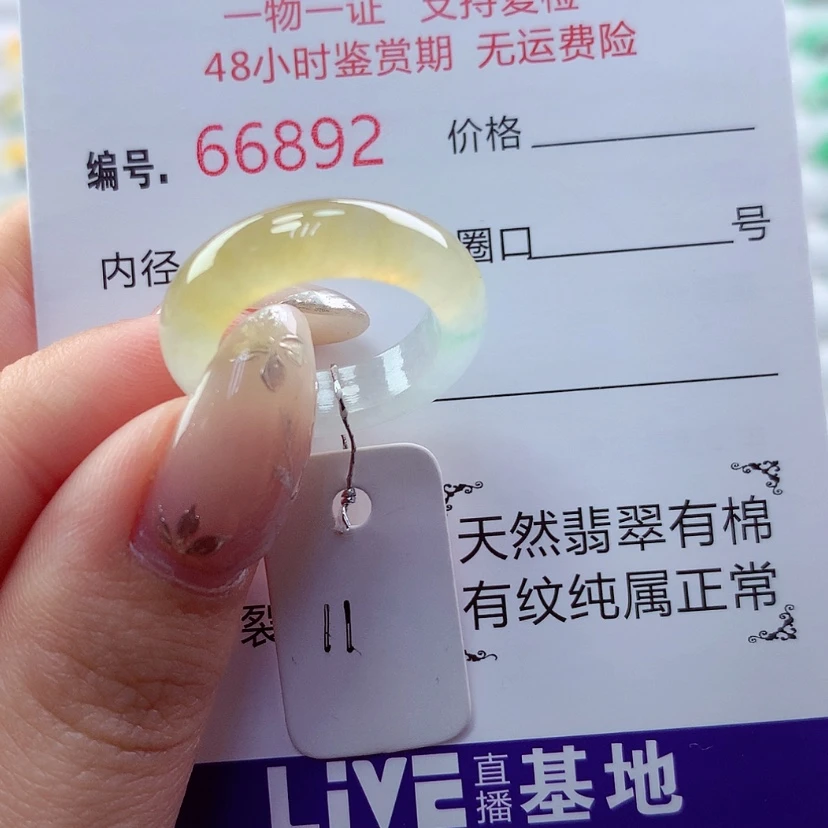 一物一证 支持复检
48小时鉴赏期 无运费险
编号. 66892
价格
内径
圈口 号
天然翡翠有棉
有纹纯属正常
裂
11
LiVE 直播 基地